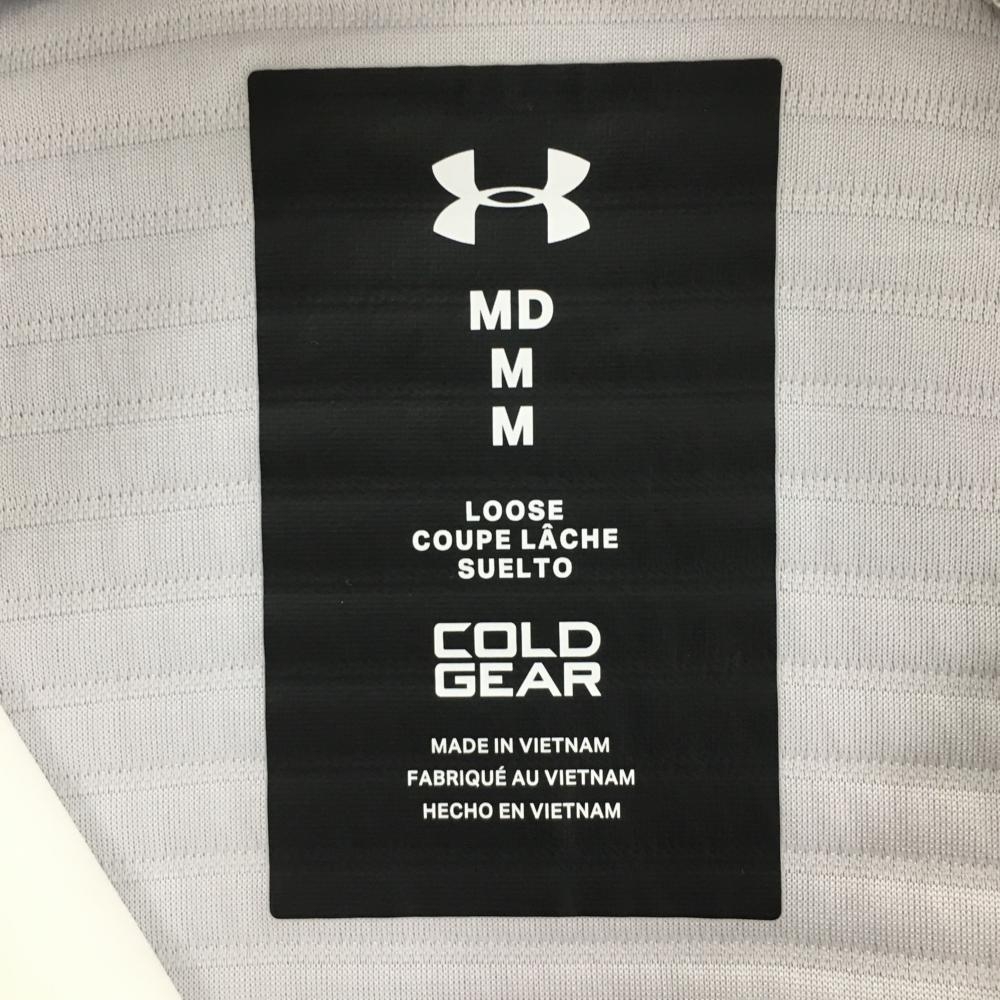 MD
M
M
LOOSE
COUPE LÂCHE
SUELTO
COLD
GEAR
MADE IN VIETNAM
FABRIQUÉ AU VIETNAM
HECHO EN VIETNAM